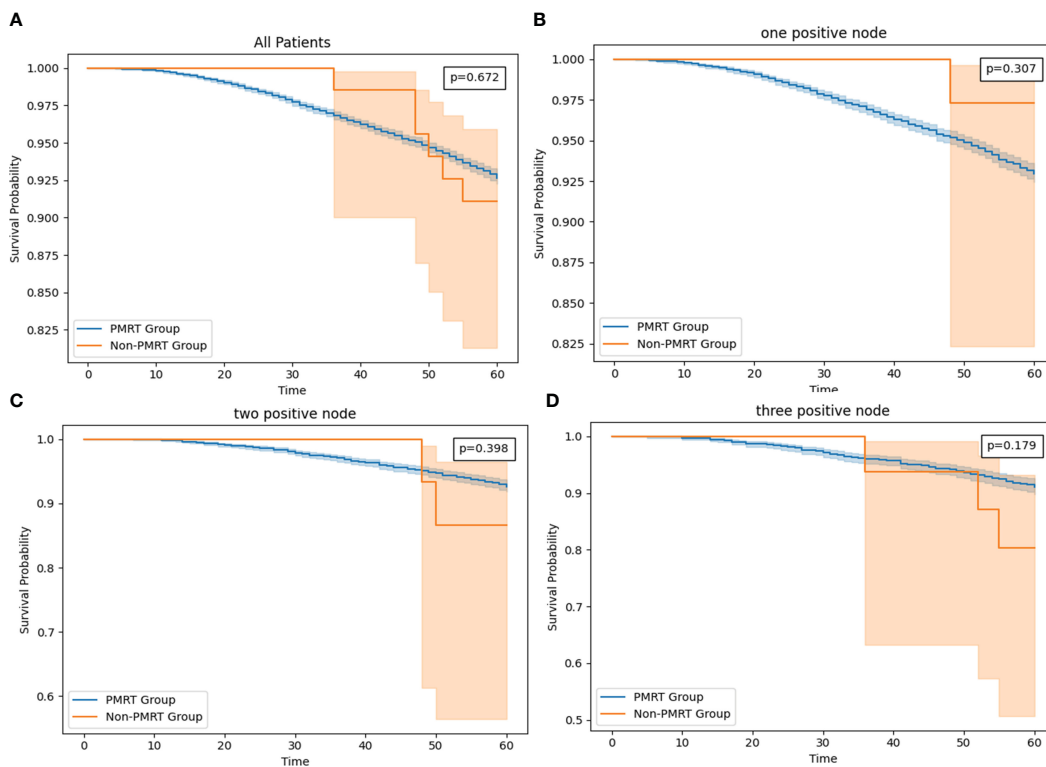 A
All Patients
p=0.672
Survival Probability
1.000
0.975
0.950
0.925
0.900
0.875
0.850
0.825
PMRT Group
Non-PMRT Group
0 10 20 30 40 50 60
Time
B
one positive node
p=0.307
Survival Probability
1.000
0.975
0.950
0.925
0.900
0.875
0.850
0.825
PMRT Group
Non-PMRT Group
0 10 20 30 40 50 60
Time
C
two positive node
p=0.398
Survival Probability
1.0
0.9
0.8
0.7
0.6
PMRT Group
Non-PMRT Group
0 10 20 30 40 50 60
Time
D
three positive node
p=0.179
Survival Probability
1.0
0.9
0.8
0.7
0.6
0.5
PMRT Group
Non-PMRT Group
0 10 20 30 40 50 60
Time